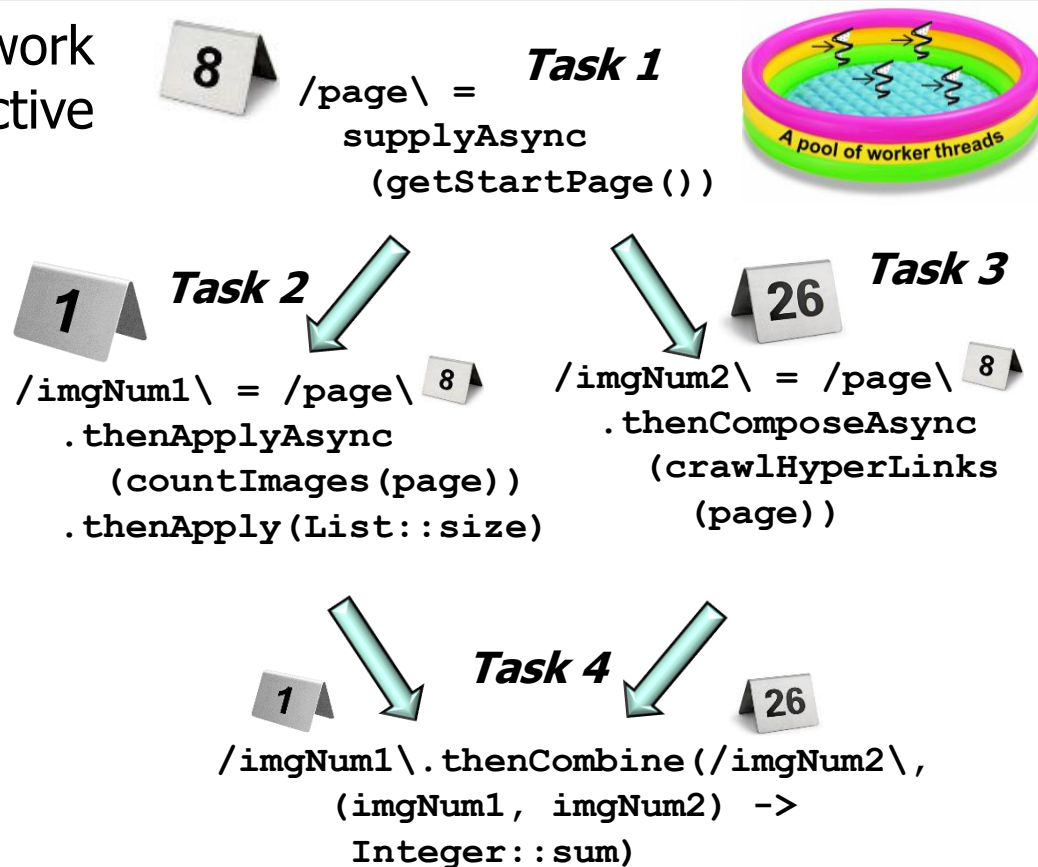 8
Task 1
/page\ =
supplyAsync
(getStartPage())
A pool of worker threads
1
Task 2
26
Task 3
/imgNum1\ = /page\ 8
.thenApplyAsync
(countImages(page))
.thenApply(List::size)
/imgNum2\ = /page\ 8
.thenComposeAsync
(crawlHyperLinks
(page))
Task 4
1
26
/imgNum1\.thenCombine(/imgNum2\,
(imgNum1, imgNum2) ->
Integer::sum)